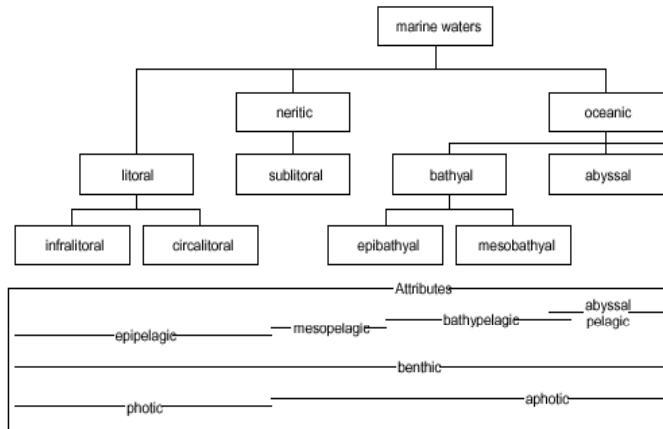 marine waters
neritic
oceanic
litoral
sublitoral
bathyal
abyssal
infralitoral
circalitoral
epibathyal
mesobathyal
Attributes
epipelagic
mesopelagic
bathypelagic
abyssal
pelagic
benthic
photic
aphotic